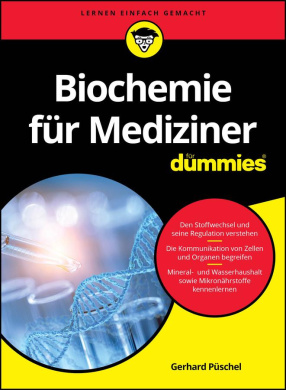 LERNEN EINFACH GEMACHT
Biochemie
für Mediziner
für
dummies®
Den Stoffwechsel und
seine Regulation verstehen
Die Kommunikation von Zellen
und Organen begreifen
Mineral- und Wasserhaushalt
sowie Mikronährstoffe
kennenlernen
Gerhard Püschel